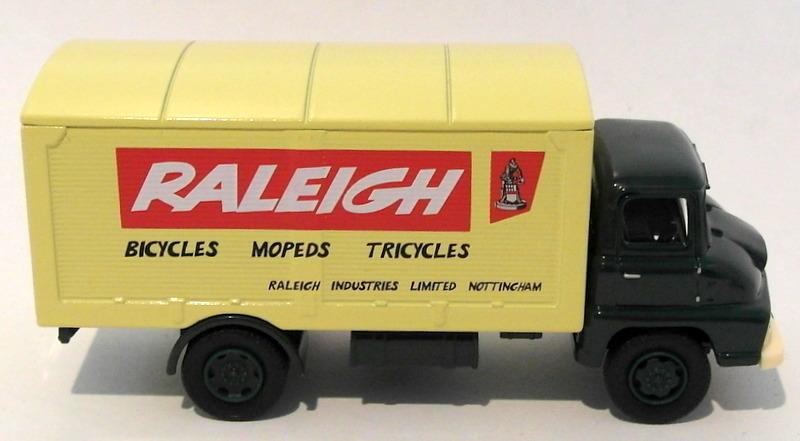 RALEIGH
BICYCLES MOPEDS TRICYCLES
RALEIGH INDUSTRIES LIMITED NOTTINGHAM